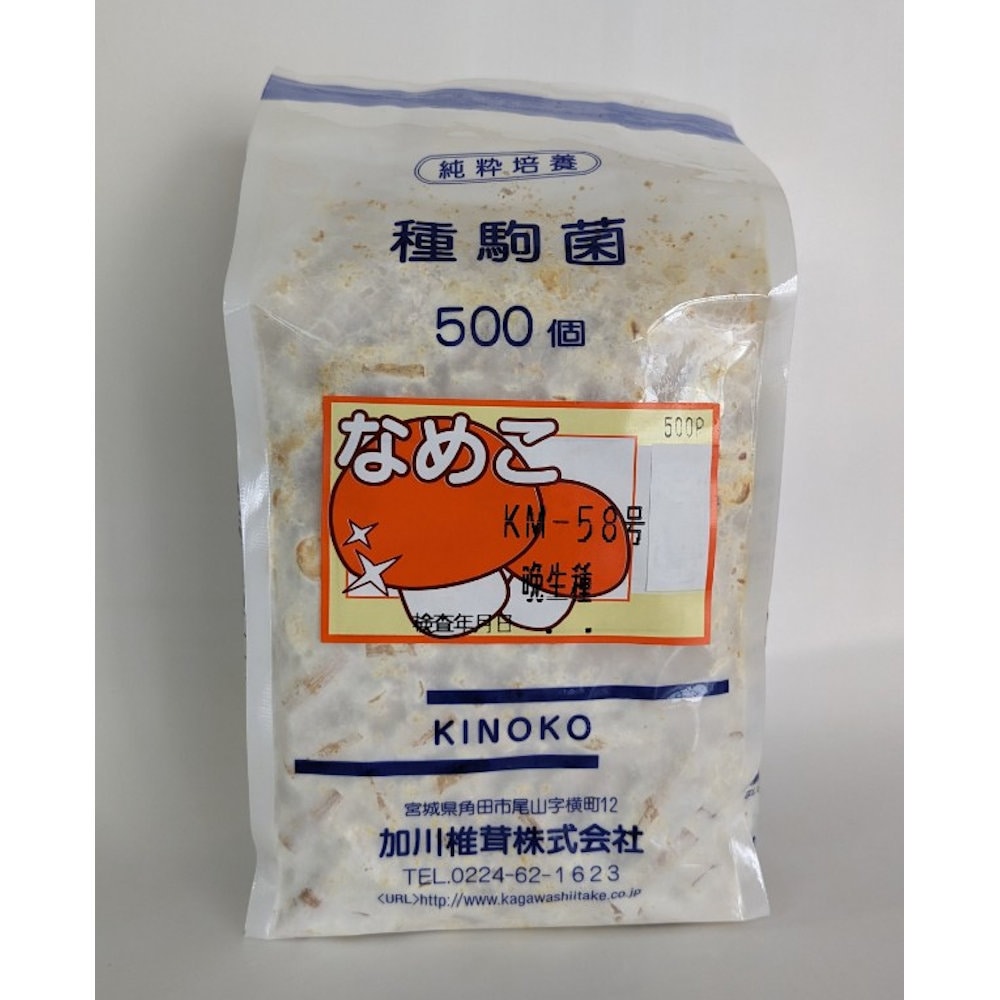 純粋培養
種駒菌
500個
なめこ
500P
KM-58号
晩生種
検査年月日 . .
KINOKO
宮城県角田市尾山字横町12
加川椎茸株式会社
TEL.0224-62-1623
<URL>http://www.kagawashiitake.co.jp